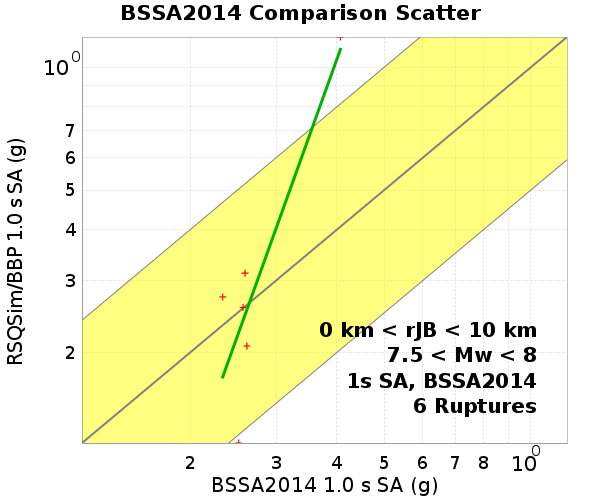 BSSA2014 Comparison Scatter
RSQSim/BBP 1.0 s SA (g)
10^0
7
6
5
4
3
2
0 km < rJB < 10 km
7.5 < Mw < 8
1s SA, BSSA2014
6 Ruptures
2 3 4 5 6 7 8 10^0
BSSA2014 1.0 s SA (g)